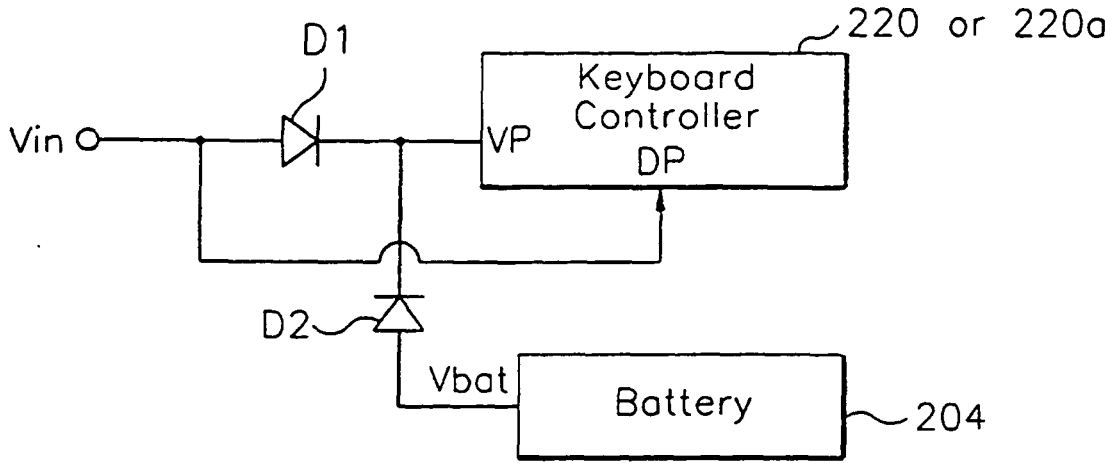 220 or 220a
D1
Keyboard
Controller
Vin
VP
DP
D2
Vbat
Battery
204